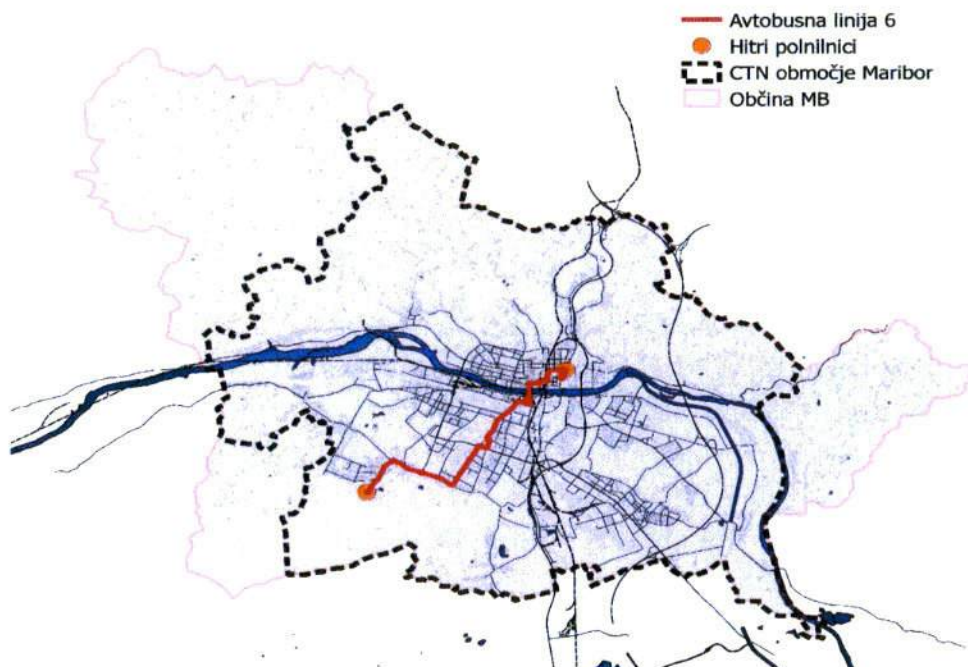 Avtobusna linija 6
Hitri polnilnici
CTN območje Maribor
Občina MB